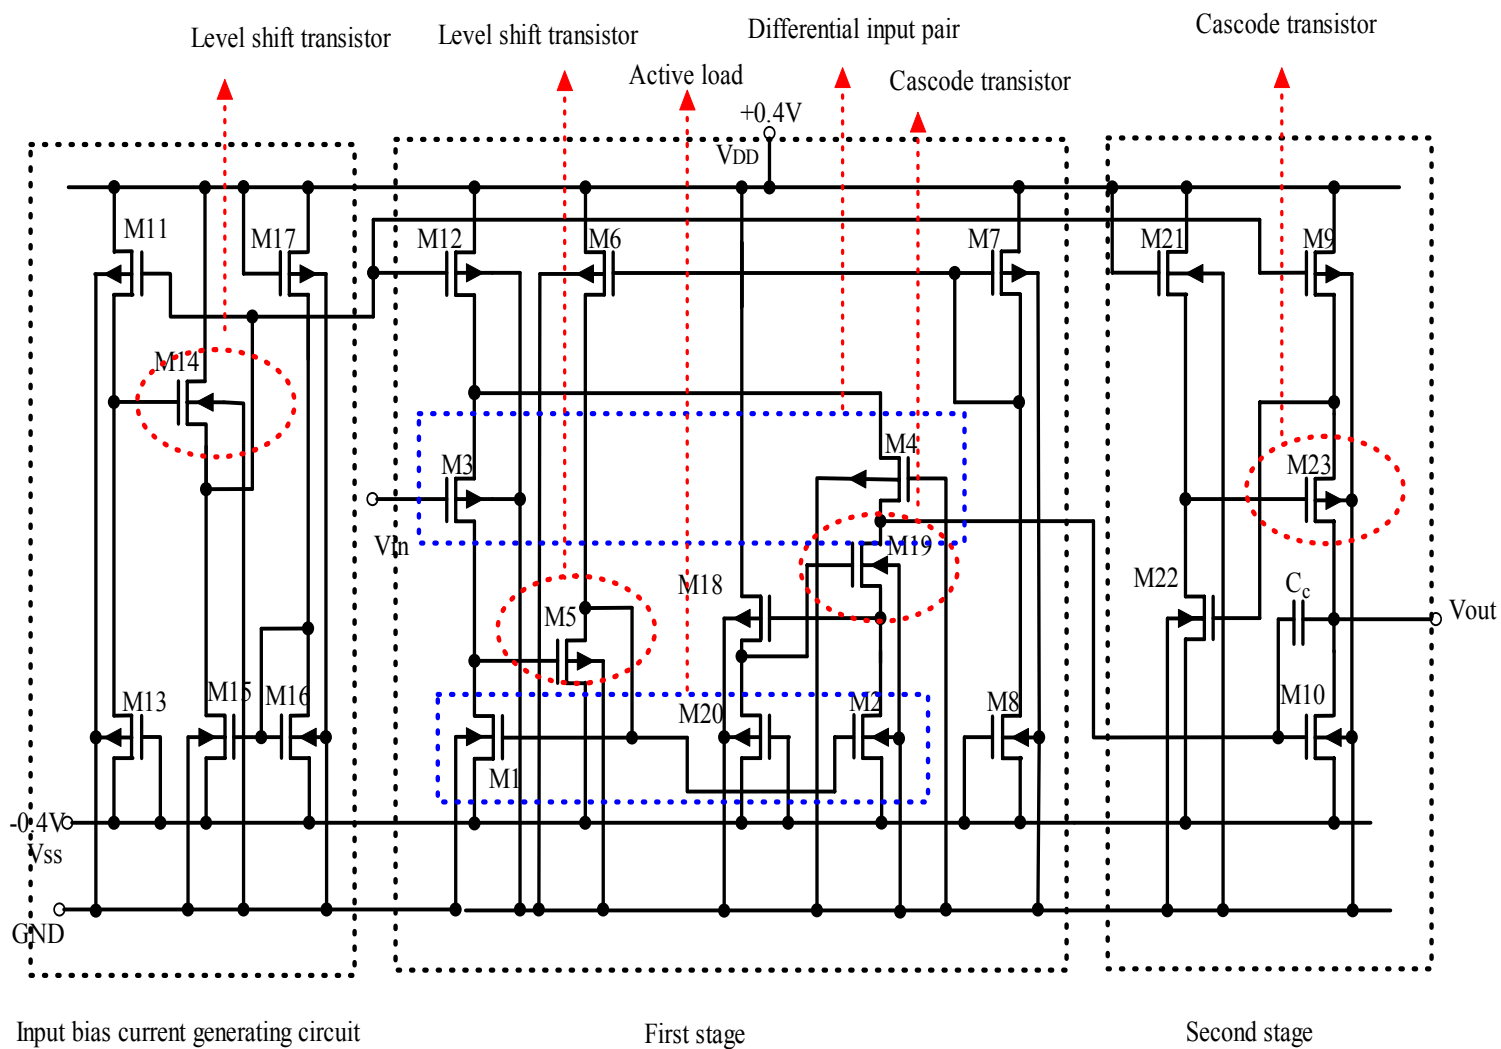 Cascode transistor
Differential input pair
Level shift transistor
Level shift transistor
Active load
Cascode transistor
+0.4V
VDD
M11
M17
M12
M6
M7
M21
M9
M14
M4
M3
M23
Vin
M19
M18
M22
Cc
Vout
M5
M13
M15
M16
M20
M2
M8
M10
M1
-0.4V
Vss
GND
Input bias current generating circuit
First stage
Second stage